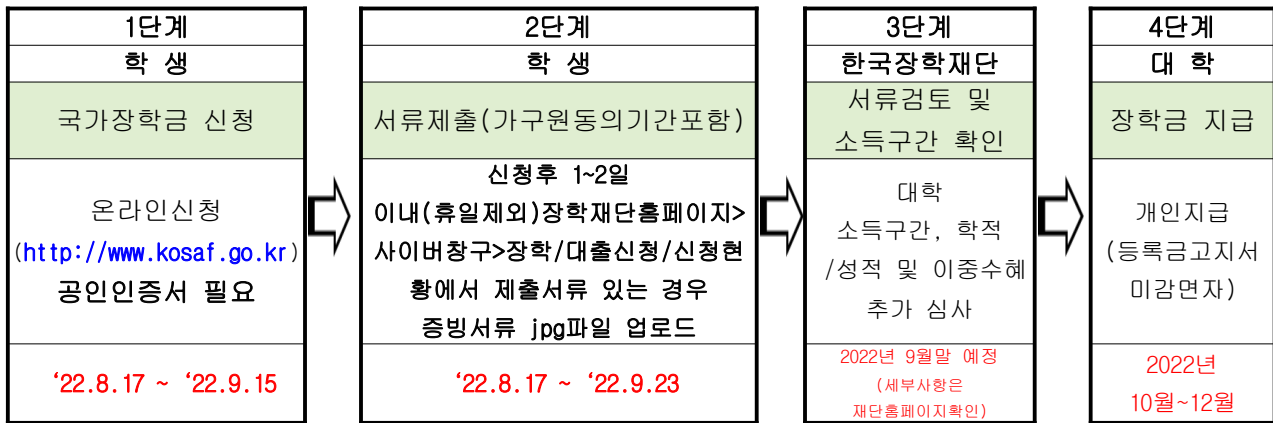 1단계
학 생
국가장학금 신청
온라인신청
(http://www.kosaf.go.kr)
공인인증서 필요
‘22.8.17 ~ ‘22.9.15
2단계
학 생
서류제출(가구원동의기간포함)
신청후 1~2일
이내(휴일제외)장학재단홈페이지>
사이버창구>장학/대출신청/신청현
황에서 제출서류 있는 경우
증빙서류 jpg파일 업로드
‘22.8.17 ~ ‘22.9.23
3단계
한국장학재단
서류검토 및
소득구간 확인
대학
소득구간, 학적
/성적 및 이중수혜
추가 심사
2022년 9월말 예정
(세부사항은
재단홈페이지확인)
4단계
대 학
장학금 지급
개인지급
(등록금고지서
미감면자)
2022년
10월~12월